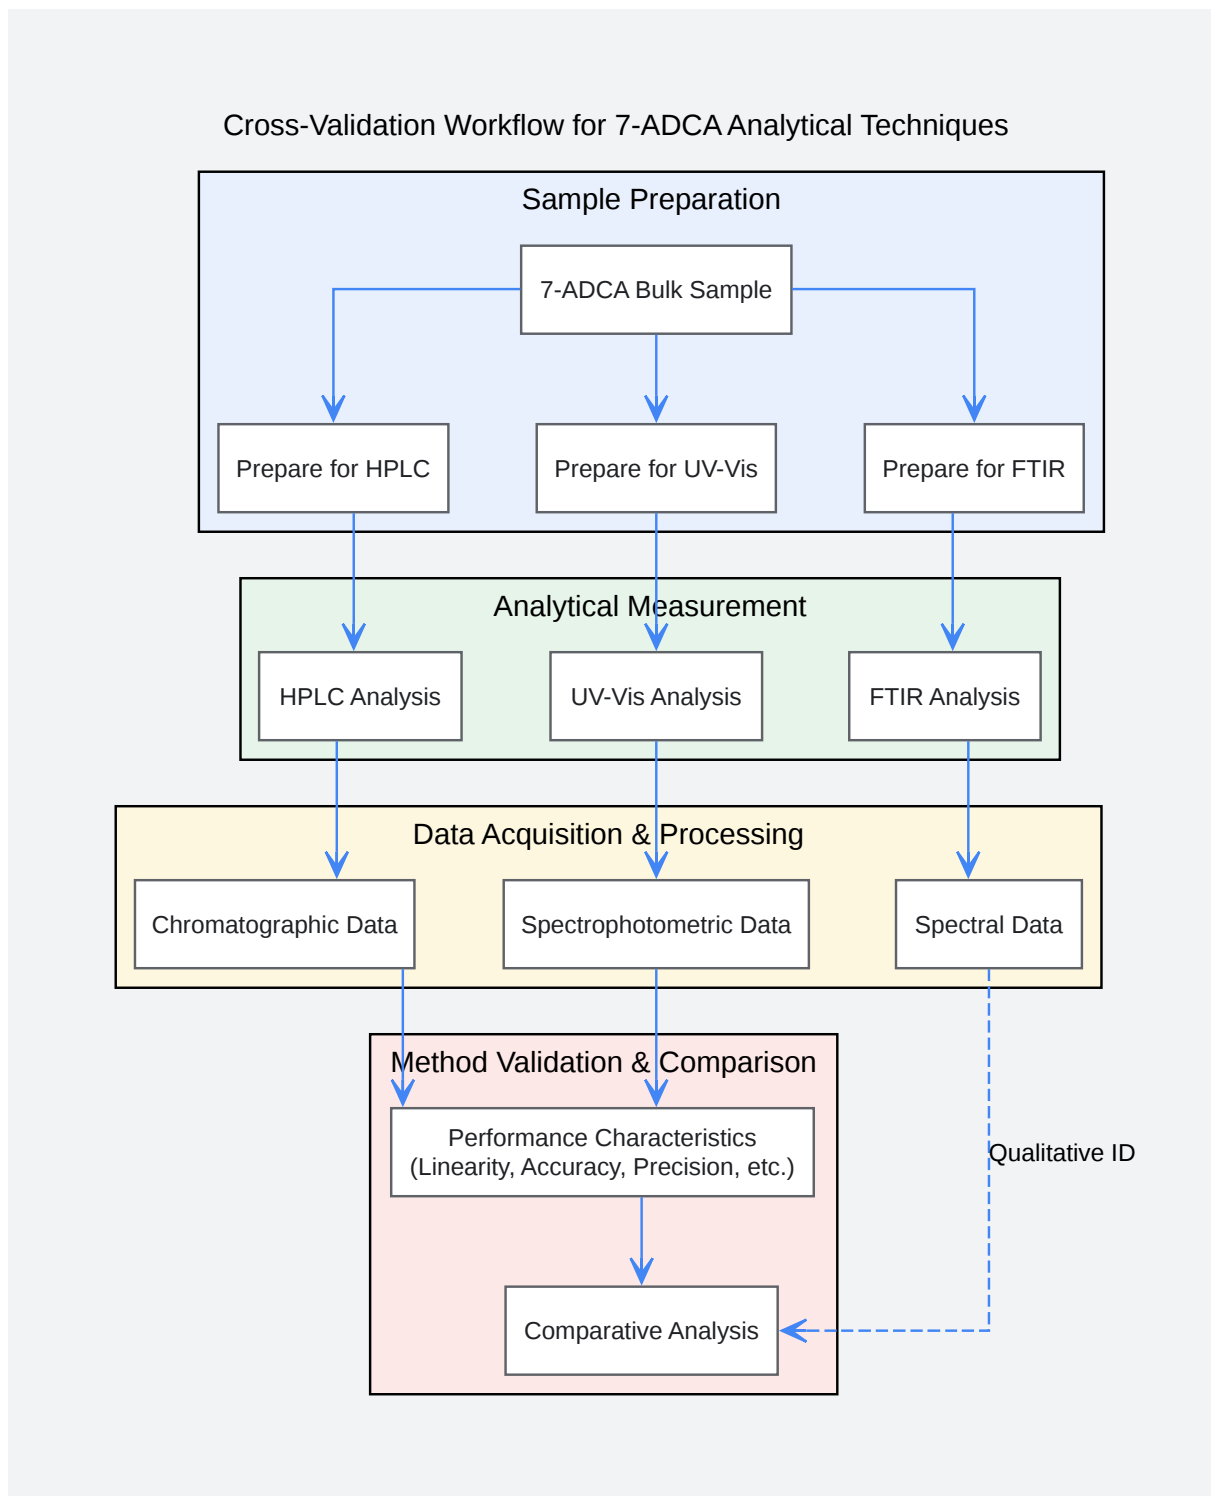 Cross-Validation Workflow for 7-ADCA Analytical Techniques
Sample Preparation
7-ADCA Bulk Sample
Prepare for HPLC
Prepare for UV-Vis
Prepare for FTIR
Analytical Measurement
HPLC Analysis
UV-Vis Analysis
FTIR Analysis
Data Acquisition & Processing
Chromatographic Data
Spectrophotometric Data
Spectral Data
Method Validation & Comparison
Performance Characteristics
(Linearity, Accuracy, Precision, etc.)
Qualitative ID
Comparative Analysis